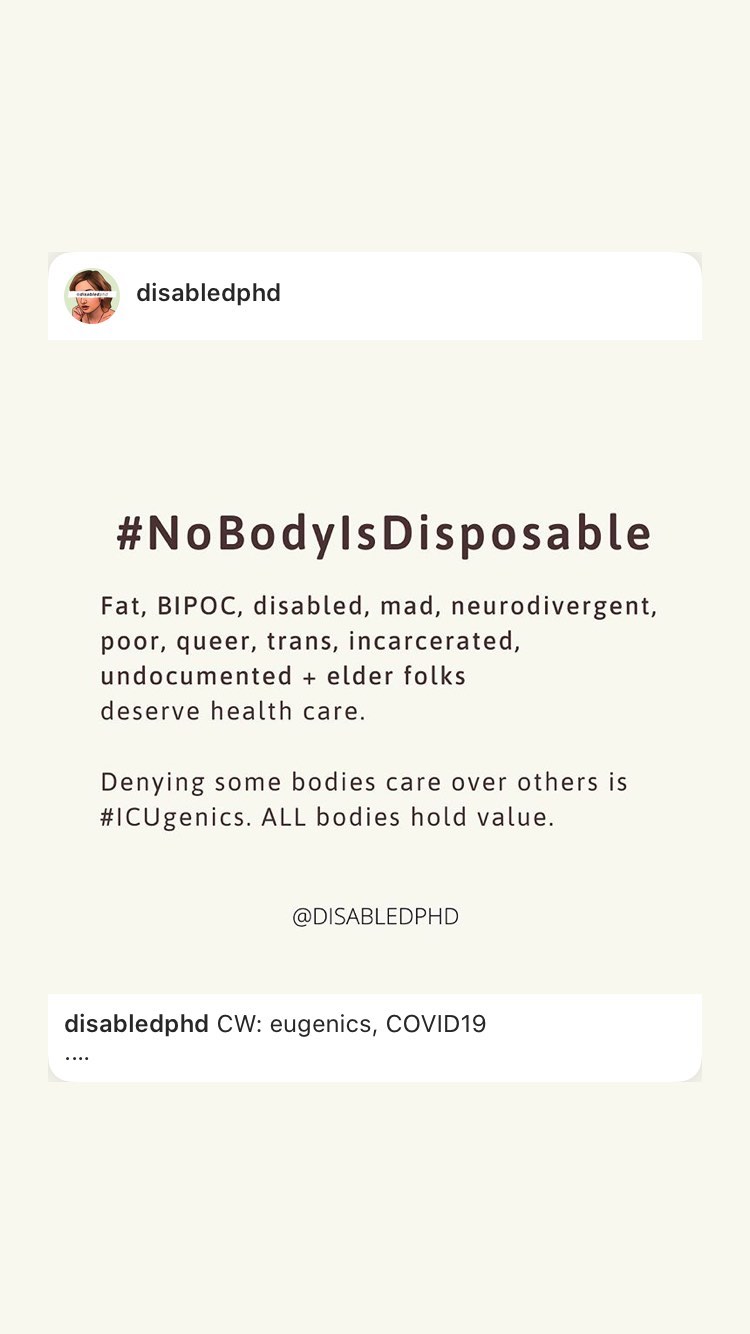 disabledphd
#NoBodyIsDisposable
Fat, BIPOC, disabled, mad, neurodivergent,
poor, queer, trans, incarcerated,
undocumented + elder folks
deserve health care.
Denying some bodies care over others is
#ICUgenics. ALL bodies hold value.
@DISABLEDPHD
disabledphd CW: eugenics, COVID19
....